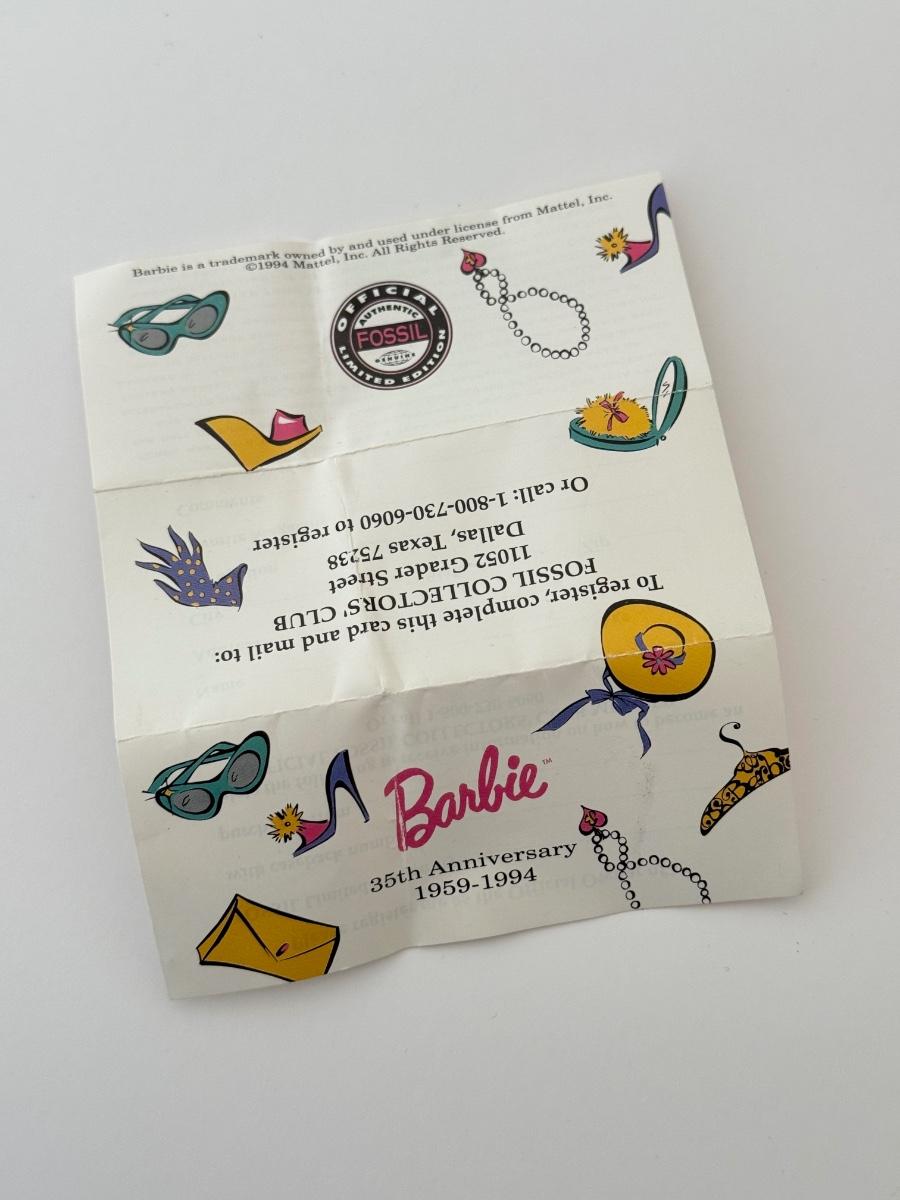 Barbie is a trademark owned by and used under license from Mattel, Inc.
©1994 Mattel, Inc. All Rights Reserved.
OFFICIAL
AUTHENTIC
FOSSIL
GENUINE
LIMITED EDITION
To register, complete this card and mail to:
FOSSIL COLLECTORS' CLUB
11052 Grader Street
Dallas, Texas 75238
Or call: 1-800-730-6060 to register
Barbie™
35th Anniversary
1959-1994